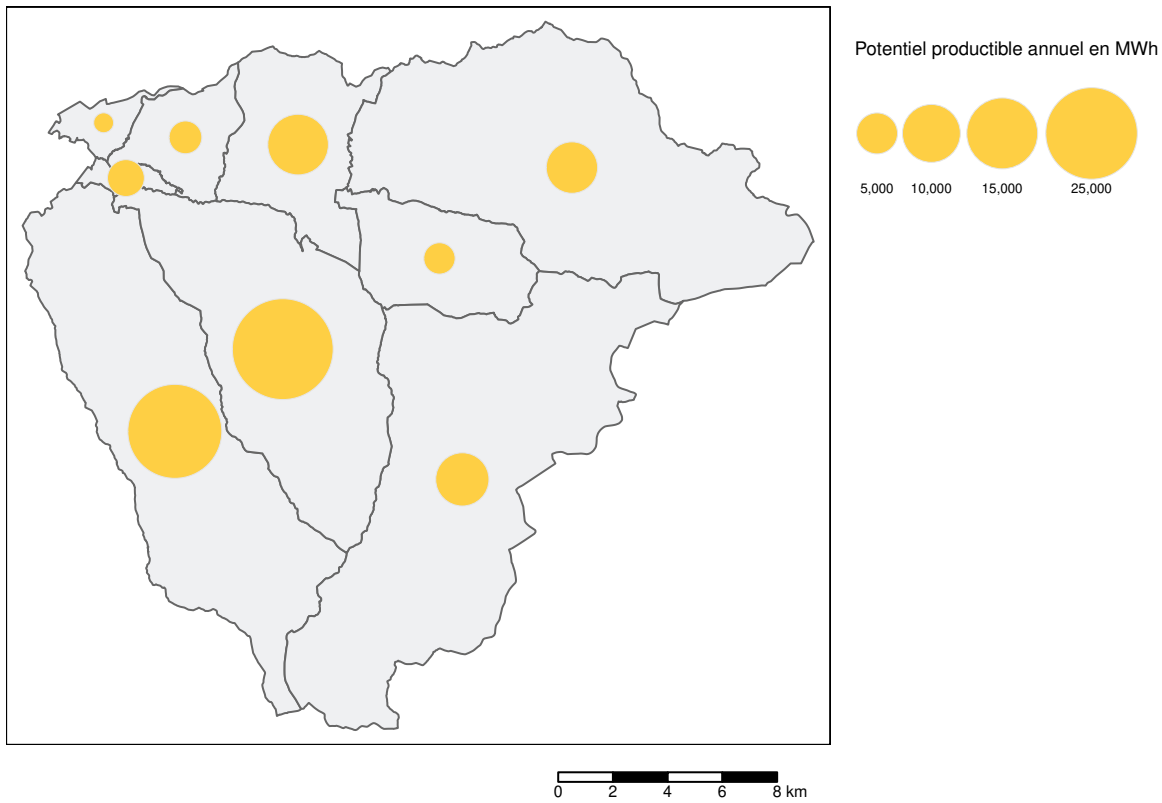 Potentiel productible annuel en MWh
5,000 10,000 15,000 25,000
0 2 4 6 8 km